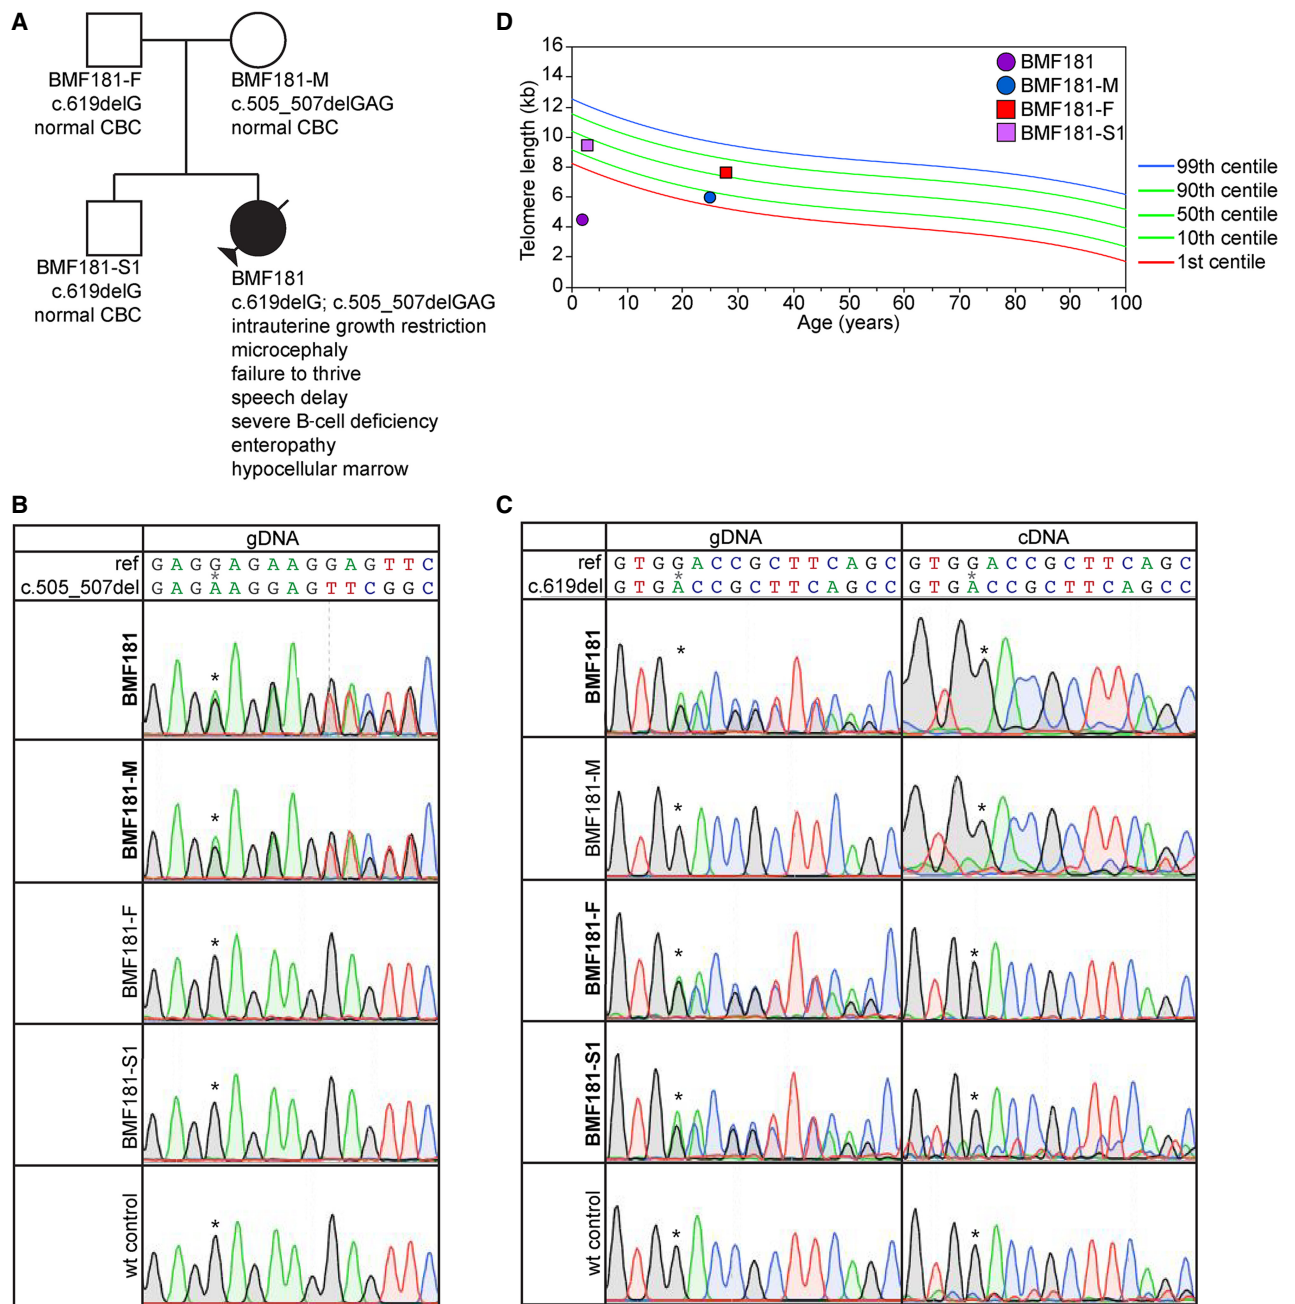 A
BMF181-F
c.619delG
normal CBC
BMF181-M
c.505_507delGAG
normal CBC
BMF181-S1
c.619delG
normal CBC
BMF181
c.619delG; c.505_507delGAG
intrauterine growth restriction
microcephaly
failure to thrive
speech delay
severe B-cell deficiency
enteropathy
hypocellular marrow
D
Telomere length (kb)
16
14
12
10
8
6
4
2
0
0 10 20 30 40 50 60 70 80 90 100
Age (years)
BMF181
BMF181-M
BMF181-F
BMF181-S1
99th centile
90th centile
50th centile
10th centile
1st centile
B
gDNA
ref G A G G A G A A G G A G T T C
*
c.505_507del G A G A A G G A G T T C G G C
BMF181 *
BMF181-M *
BMF181-F *
BMF181-S1 *
wt control *
C
gDNA cDNA
ref G T G G A C C G C T T C A G C G T G G A C C G C T T C A G C
* *
c.619del G T G A C C G C T T C A G C C G T G A C C G C T T C A G C C
BMF181 * *
BMF181-M * *
BMF181-F * *
BMF181-S1 * *
wt control * *